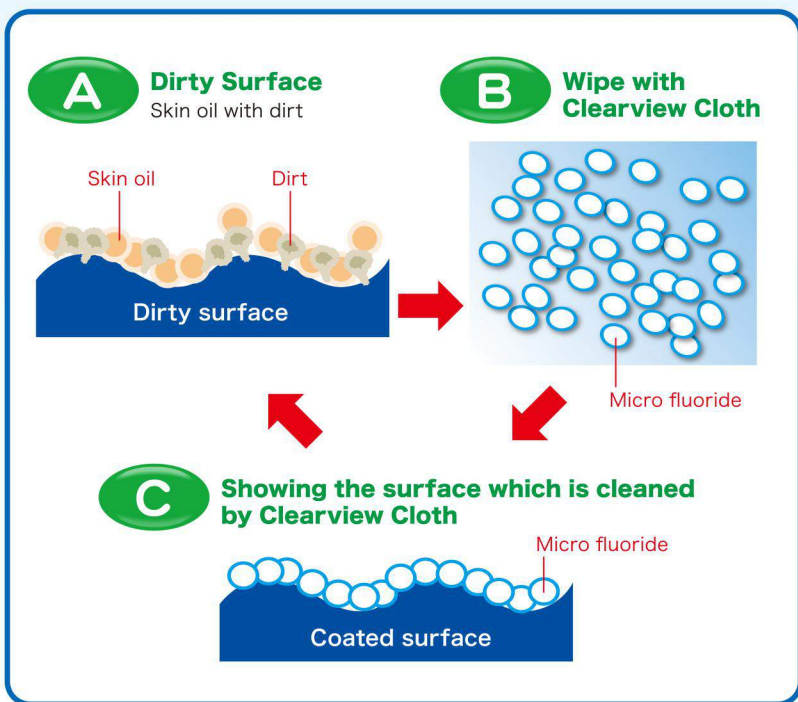 A
Dirty Surface
Skin oil with dirt
Skin oil
Dirt
Dirty surface
B
Wipe with
Clearview Cloth
Micro fluoride
C
Showing the surface which is cleaned
by Clearview Cloth
Micro fluoride
Coated surface